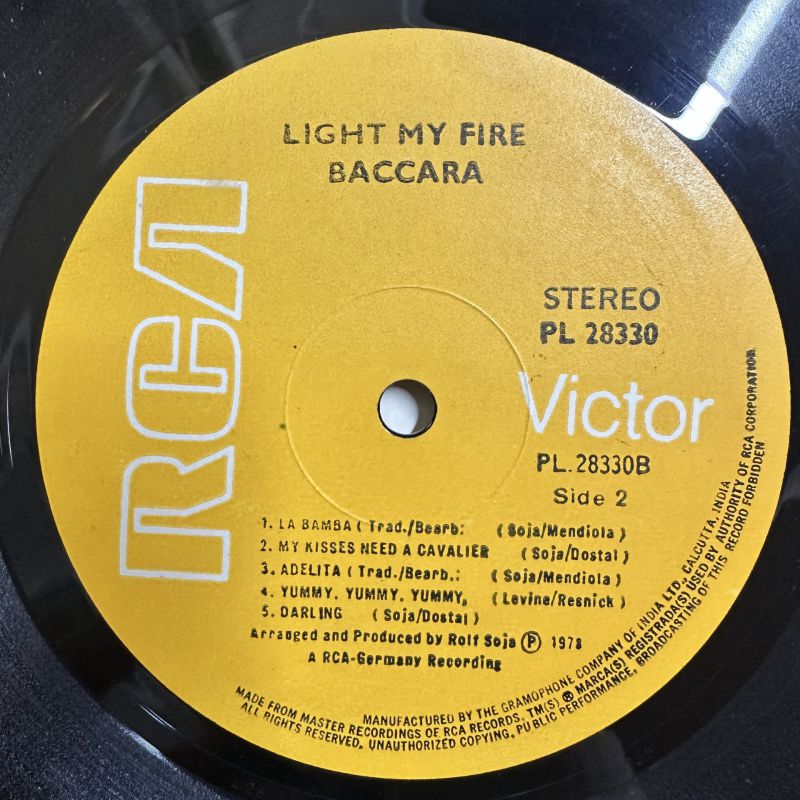 LIGHT MY FIRE
BACCARA
RCA
STEREO
PL 28330
Victor
PL.28330B
Side 2
1. LA BAMBA ( Trad./Bearb: ( Soja/Mendiola )
2. MY KISSES NEED A CAVALIER ( Soja/Dostal )
3. ADELITA ( Trad./Bearb.: ( Soja/Mendiola )
4. YUMMY. YUMMY. YUMMY, ( Levine/Resnick )
5. DARLING ( Soja/Dostal )
Arranged and Produced by Rolf Soja Ⓟ 1978
A RCA-Germany Recording
MANUFACTURED BY THE GRAMOPHONE COMPANY OF INDIA LTD., CALCUTTA, INDIA
MADE FROM MASTER RECORDINGS OF RCA RECORDS. TM(S) ® MARCA(S) REGISTRADA(S) USED BY AUTHORITY OF RCA CORPORATION.
ALL RIGHTS RESERVED. UNAUTHORIZED COPYING, PUBLIC PERFORMANCE, BROADCASTING OF THIS RECORD FORBIDDEN